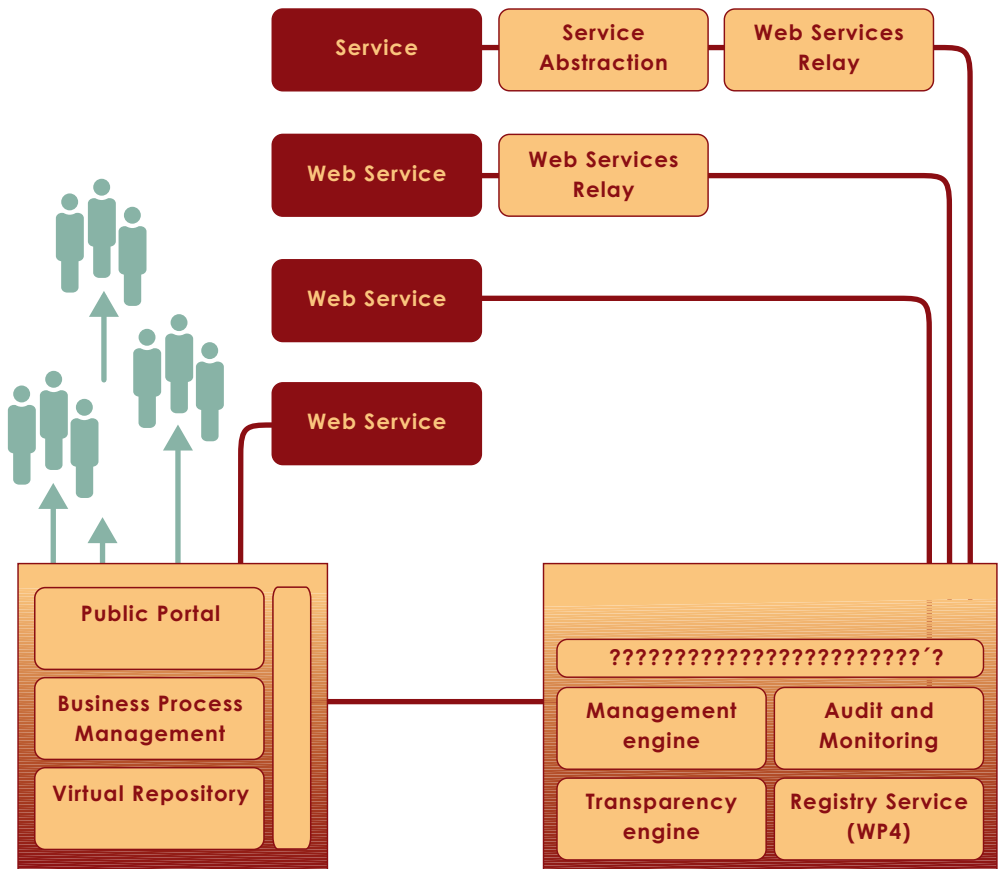 Service
Service
Abstraction
Web Services
Relay
Web Service
Web Services
Relay
Web Service
Web Service
Public Portal
Business Process
Management
Virtual Repository
????????????????????????´?
Management
engine
Audit and
Monitoring
Transparency
engine
Registry Service
(WP4)